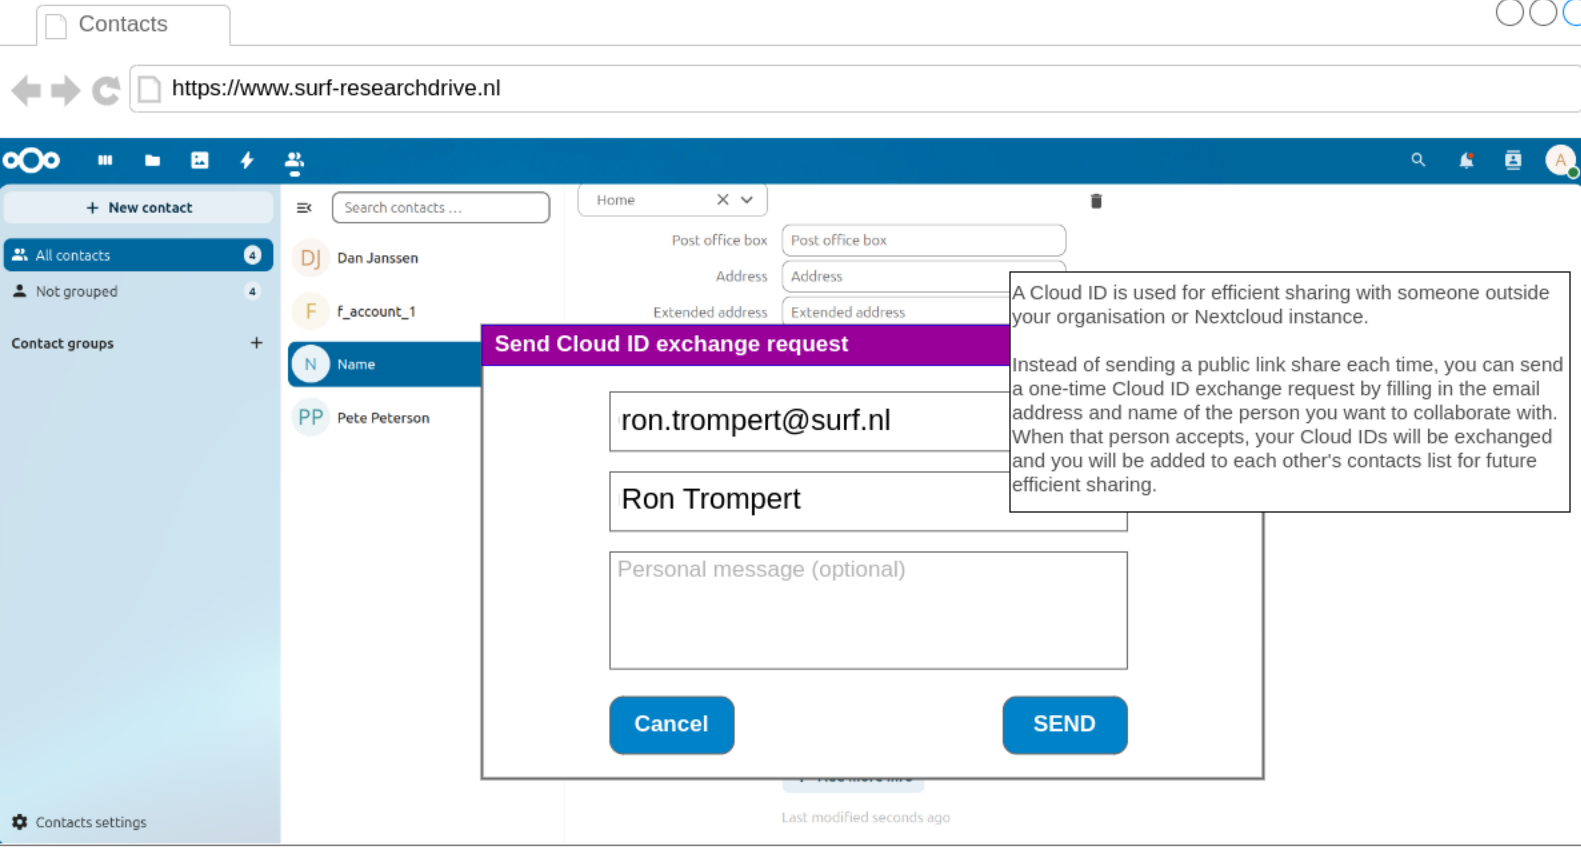 Contacts
https://www.surf-researchdrive.nl
A
+ New contact
Search contacts ...
Home
All contacts 4
Not grouped 4
Contact groups +
DJ Dan Janssen
F f_account_1
N Name
PP Pete Peterson
Post office box Post office box
Address Address
Extended address Extended address
Send Cloud ID exchange request
ron.trompert@surf.nl
Ron Trompert
Personal message (optional)
Cancel
SEND
A Cloud ID is used for efficient sharing with someone outside
your organisation or Nextcloud instance.
Instead of sending a public link share each time, you can send
a one-time Cloud ID exchange request by filling in the email
address and name of the person you want to collaborate with.
When that person accepts, your Cloud IDs will be exchanged
and you will be added to each other's contacts list for future
efficient sharing.
Last modified seconds ago
Contacts settings